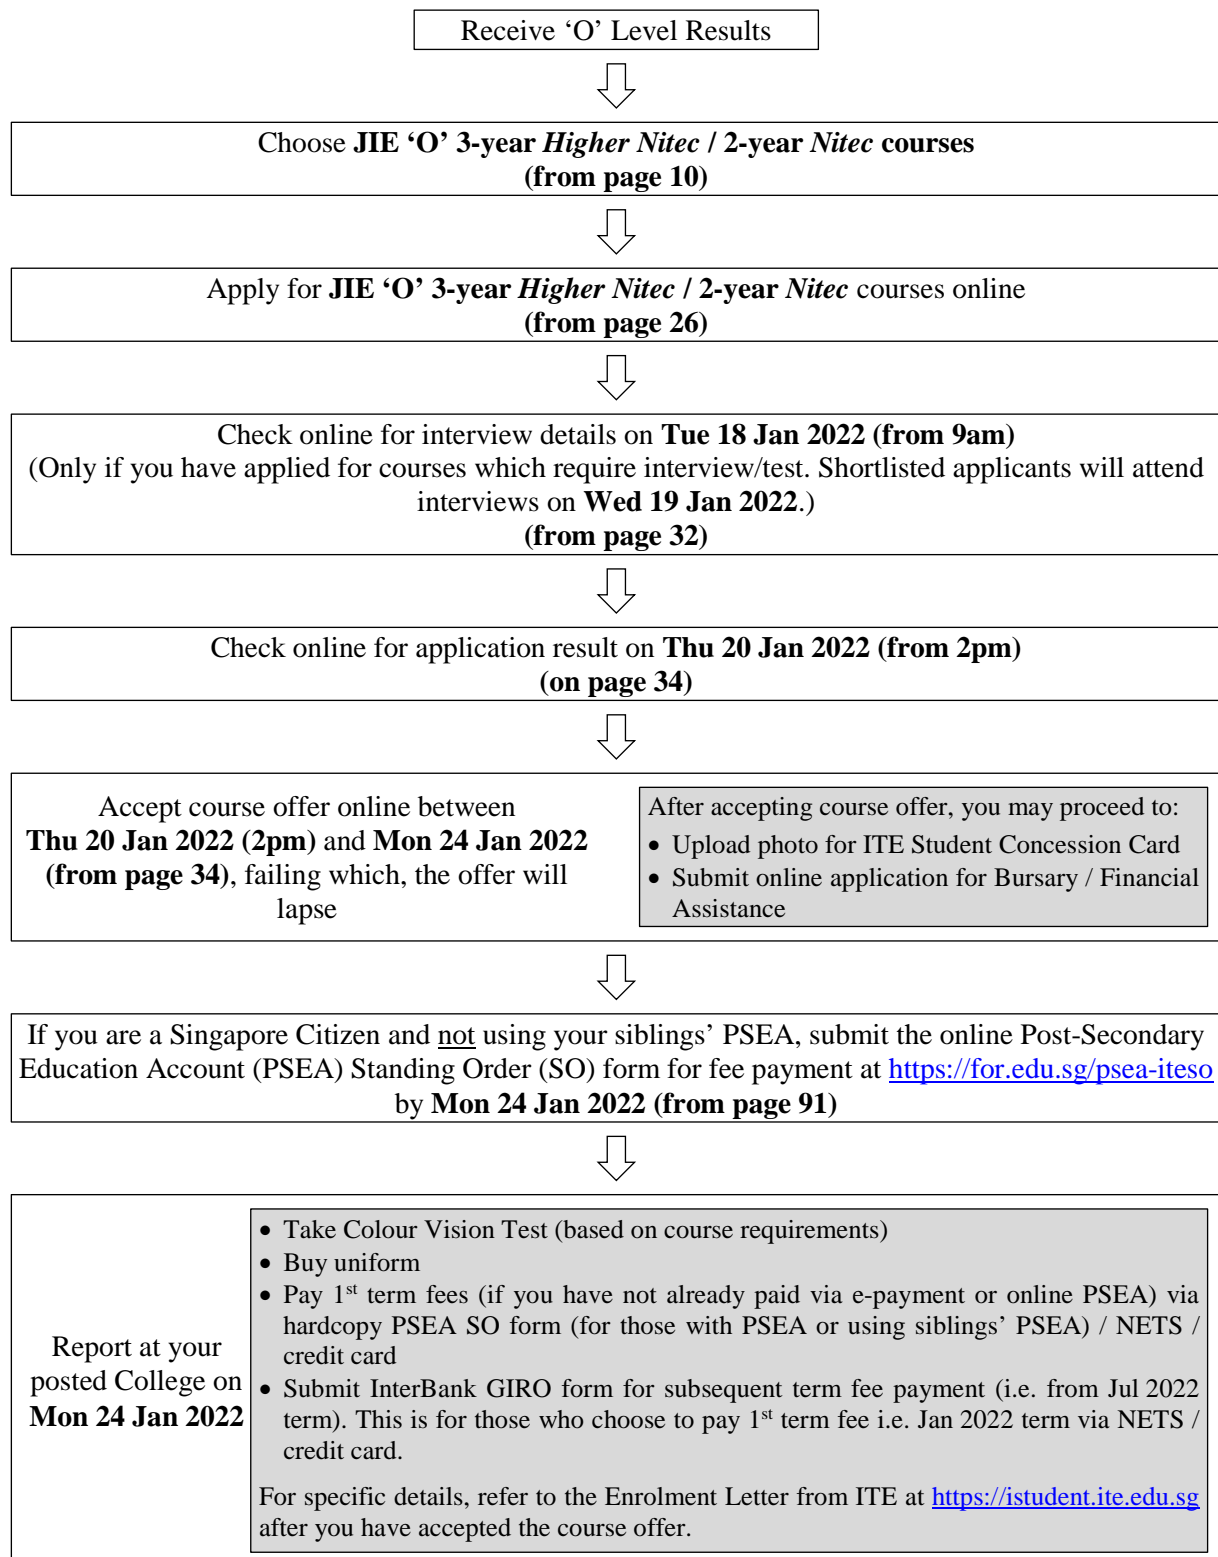 Receive ‘O’ Level Results
Choose JIE ‘O’ 3-year Higher Nitec / 2-year Nitec courses
(from page 10)
Apply for JIE ‘O’ 3-year Higher Nitec / 2-year Nitec courses online
(from page 26)
Check online for interview details on Tue 18 Jan 2022 (from 9am)
(Only if you have applied for courses which require interview/test. Shortlisted applicants will attend
interviews on Wed 19 Jan 2022.)
(from page 32)
Check online for application result on Thu 20 Jan 2022 (from 2pm)
(on page 34)
Accept course offer online between
Thu 20 Jan 2022 (2pm) and Mon 24 Jan 2022
(from page 34), failing which, the offer will
lapse
After accepting course offer, you may proceed to:
• Upload photo for ITE Student Concession Card
• Submit online application for Bursary / Financial
Assistance
If you are a Singapore Citizen and not using your siblings’ PSEA, submit the online Post-Secondary
Education Account (PSEA) Standing Order (SO) form for fee payment at https://for.edu.sg/psea-iteso
by Mon 24 Jan 2022 (from page 91)
Report at your
posted College on
Mon 24 Jan 2022
• Take Colour Vision Test (based on course requirements)
• Buy uniform
• Pay 1st term fees (if you have not already paid via e-payment or online PSEA) via
hardcopy PSEA SO form (for those with PSEA or using siblings’ PSEA) / NETS /
credit card
• Submit InterBank GIRO form for subsequent term fee payment (i.e. from Jul 2022
term). This is for those who choose to pay 1st term fee i.e. Jan 2022 term via NETS /
credit card.
For specific details, refer to the Enrolment Letter from ITE at https://istudent.ite.edu.sg
after you have accepted the course offer.